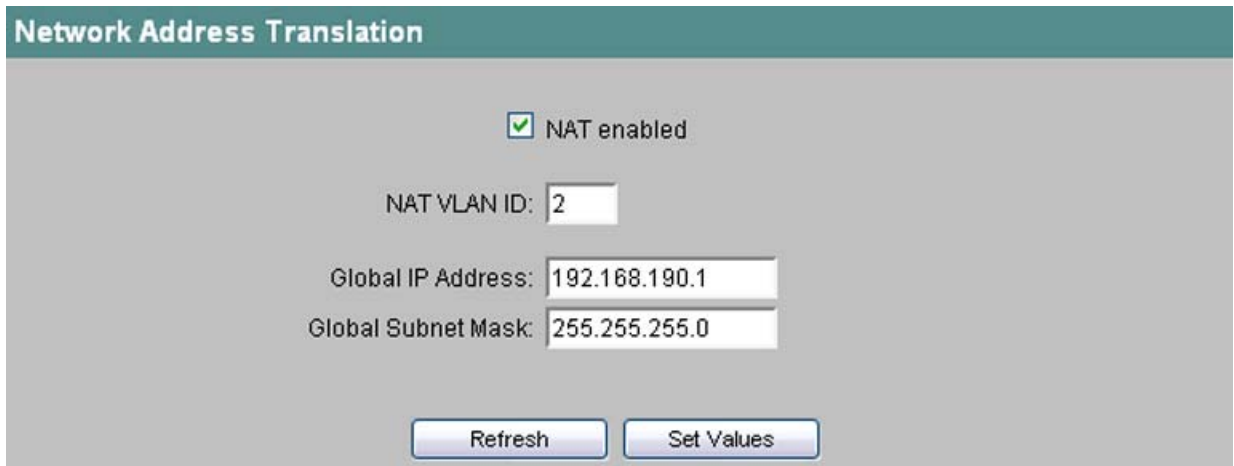 Network Address Translation
NAT enabled
NAT VLAN ID: 2
Global IP Address: 192.168.190.1
Global Subnet Mask: 255.255.255.0
Refresh Set Values